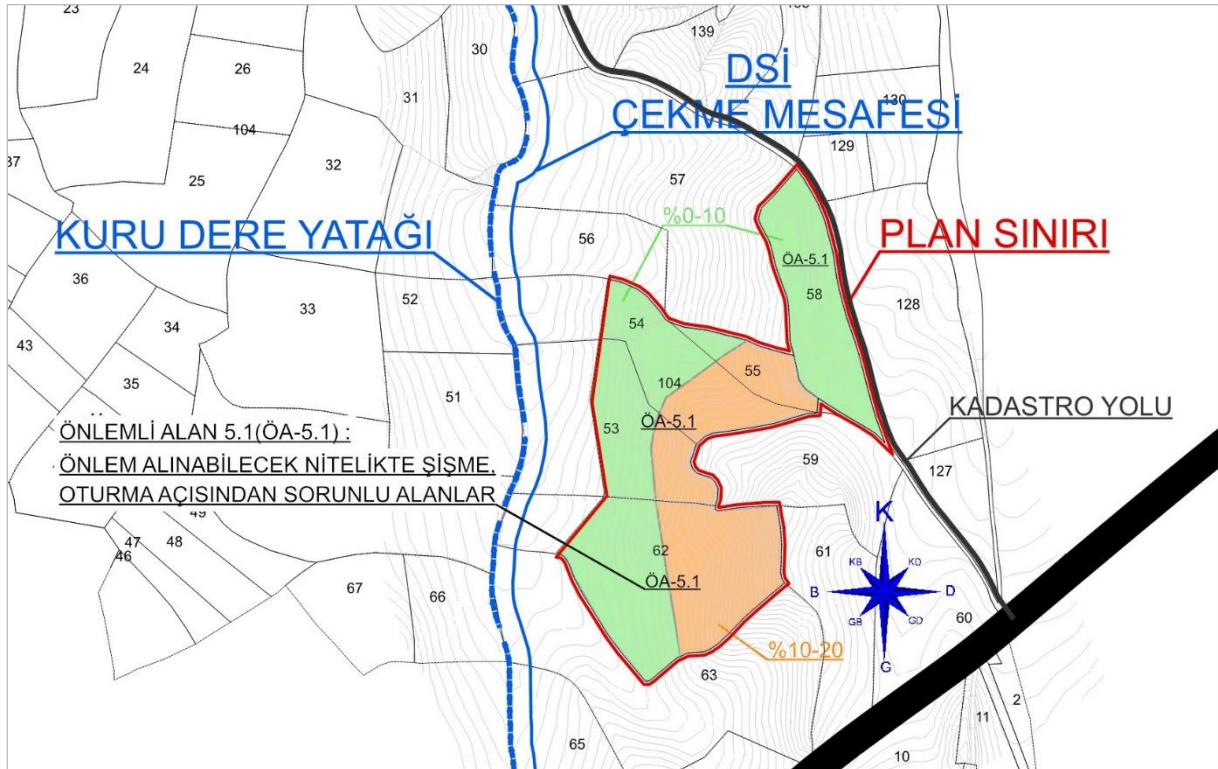 23
30
139
24
26
DSİ
31
130
104
ÇEKME MESAFESİ
37
32
129
25
57
%0-10
KURU DERE YATAĞI
56
PLAN SINIRI
ÖA-5.1
36
52
58
33
128
34
54
43
55
35
104
51
ÖA-5.1
KADASTRO YOLU
ÖNLEMLİ ALAN 5.1(ÖA-5.1) :
53
ÖNLEM ALINABİLECEK NİTELİKTE ŞİŞME,
59
127
OTURMA AÇISINDAN SORUNLU ALANLAR
49
K
47
48
46
62
61
KB
KD
ÖA-5.1
67
66
B
D
GB
GD
60
%10-20
G
63
2
11
65
10